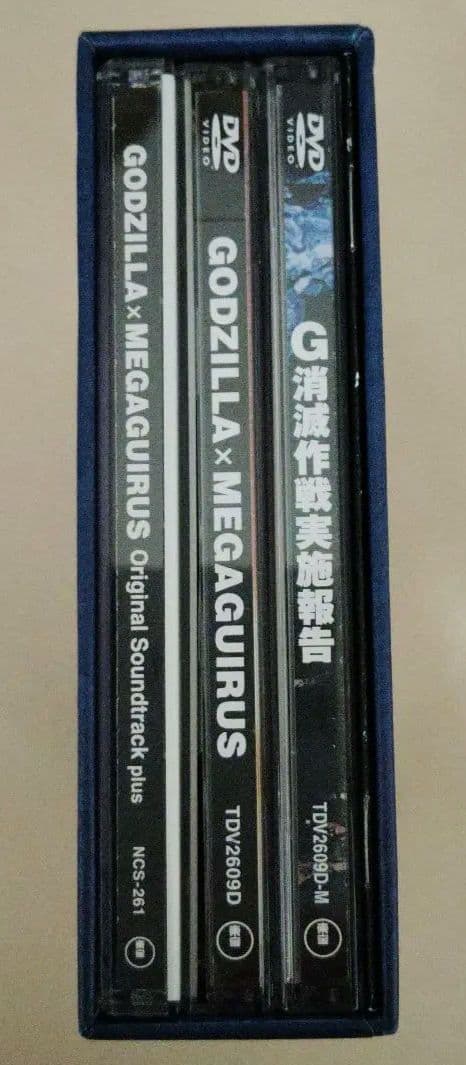 GODZILLA×MEGAGUIRUS Original Soundtrack plus
NCS-261
東宝
DVD
VIDEO
GODZILLA×MEGAGUIRUS
TDV2609D
東宝
DVD
VIDEO
G消滅作戦実施報告
TDV2609D-M
東宝